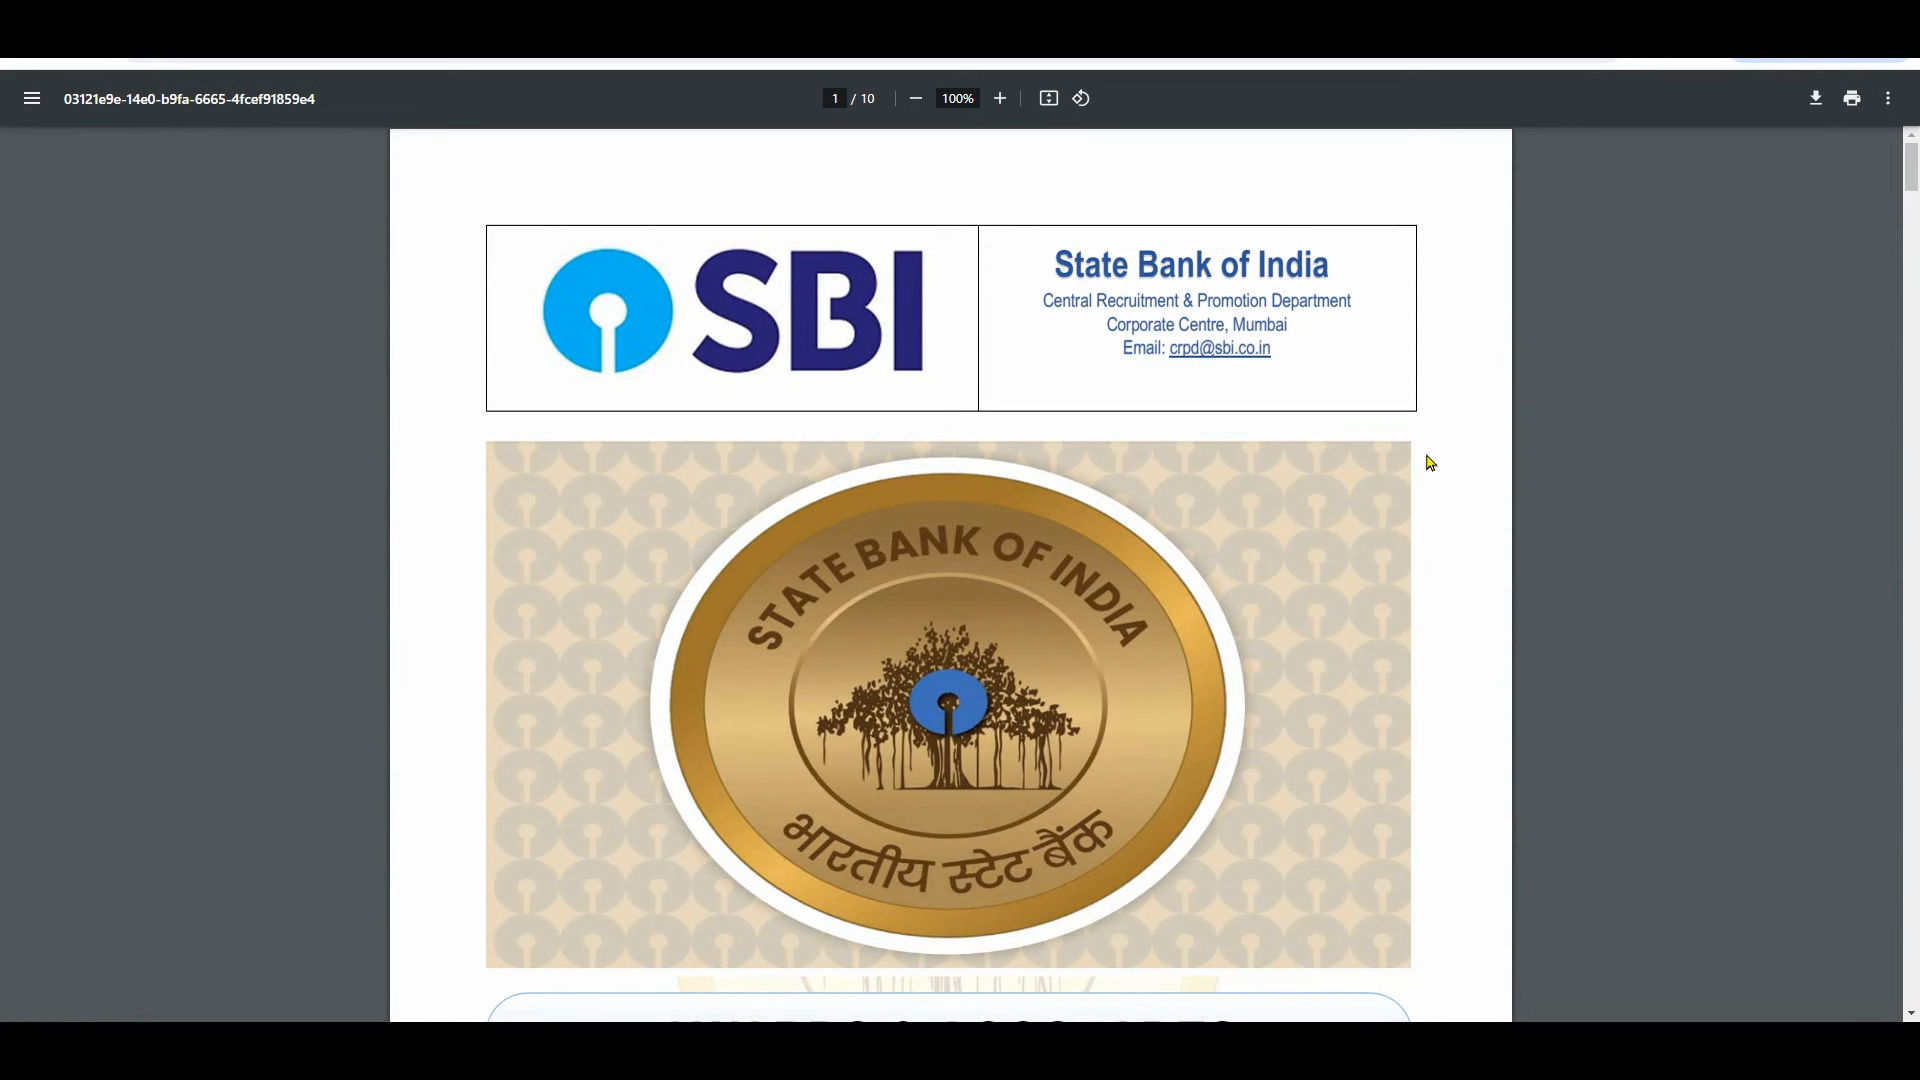 03121e9e-14e0-b9fa-6665-4fcef91859e4
1 / 10
100%
SBI
State Bank of India
Central Recruitment & Promotion Department
Corporate Centre, Mumbai
Email: crpd@sbi.co.in
STATE BANK OF INDIA
भारतीय स्टेट बैंक